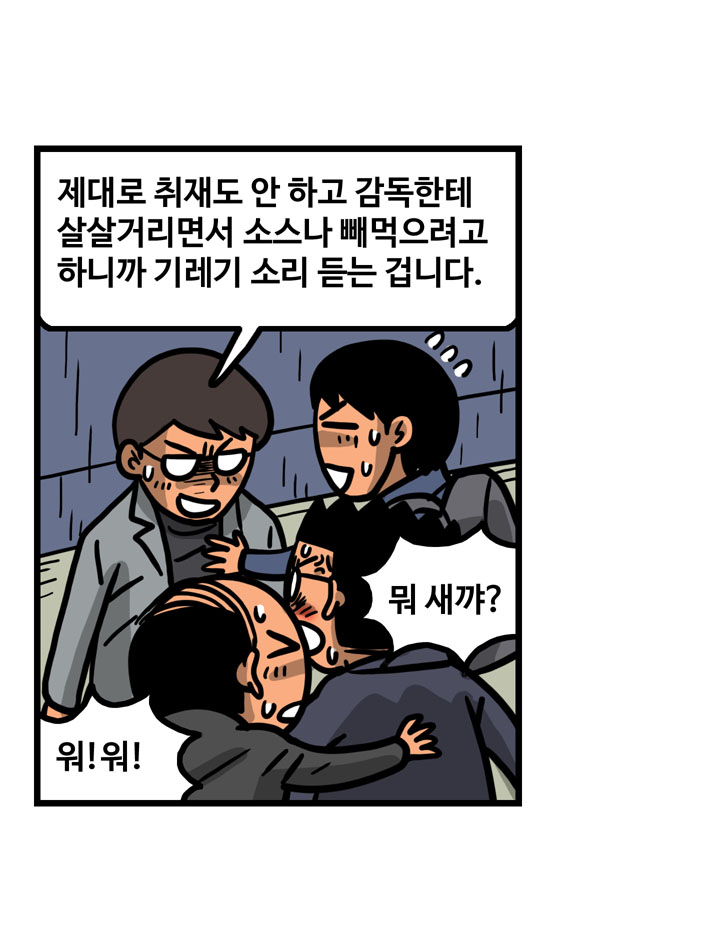 제대로 취재도 안 하고 감독한테
살살거리면서 소스나 빼먹으려고
하니까 기레기 소리 듣는 겁니다.
뭐 새꺄?
워!워!